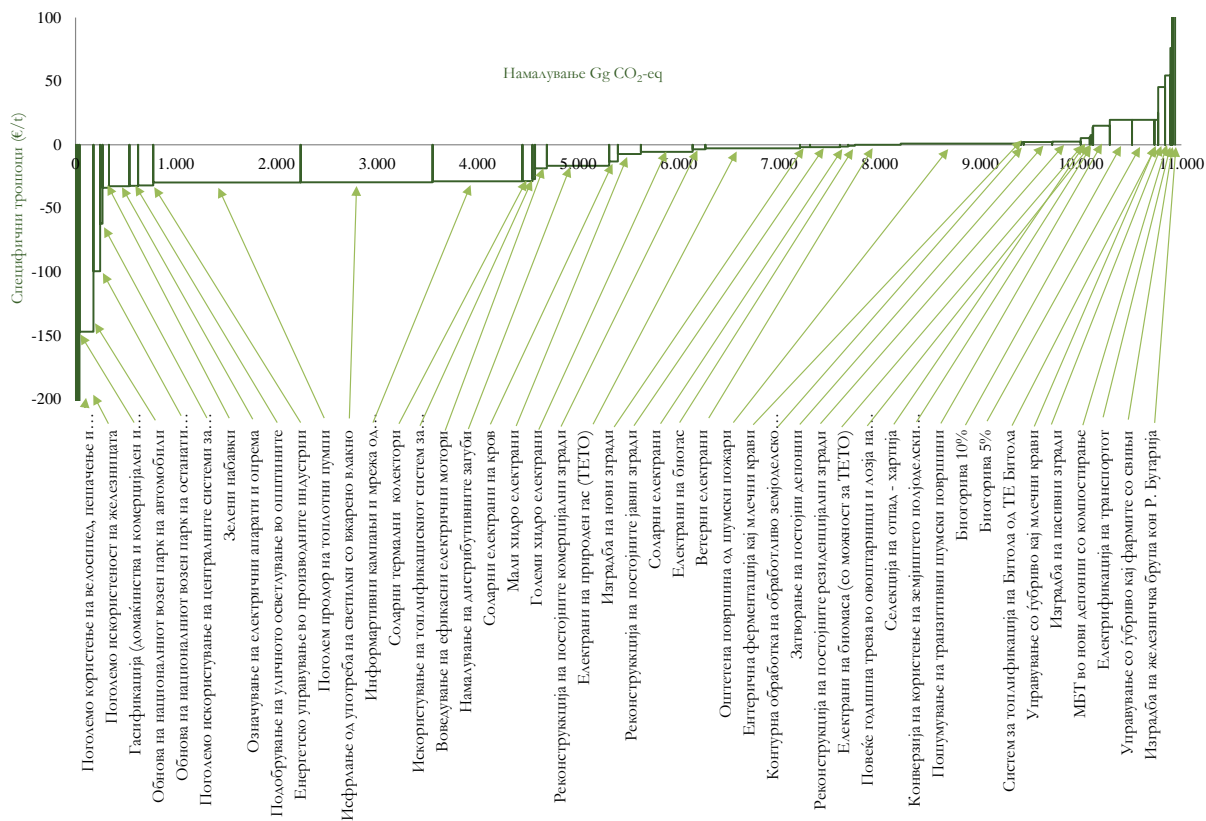 100
50
0
-50
-100
-150
-200
Специфични трошоци (€/t)
Намалување Gg CO₂-eq
0
1.000
2.000
3.000
4.000
5.000
6.000
7.000
8.000
9.000
10.000
11.000
Поголемо користење на велосипед, пешачење и…
Поголемо искористеност на железницата
Гасификација (домаќинства и комерцијален и…
Обнова на националниот возен парк на автомобили
Обнова на националниот возен парк на останати…
Поголемо искористување на централните системи за…
Зелени набавки
Означување на електрични апарати и опрема
Подобрување на уличното осветлување во општините
Енергетско управување во производните индустрии
Поголем продор на топлотни пумпи
Исфрлање од употреба на светилки со вжарено влакно
Информативни кампањи и мрежа од…
Соларни термални колектори
Искористување на топлификацискиот систем за…
Воведување на ефикасни електрични мотори
Намалување на дистрибутивните загуби
Соларни електрани на кров
Мали хидро електрани
Големи хидро електрани
Реконструкција на постојните комерцијални згради
Електрани на природен гас (ТЕТО)
Изградба на нови згради
Реконструкција на постојните јавни згради
Соларни електрани
Електрани на биогас
Ветерни електрани
Оптетена површина од шумски пожари
Ентерична ферментација кај млечни крави
Контурна обработка на обработливо земјоделско…
Затворање на постојни депонии
Реконструкција на постојните резиденцијални згради
Електрани на биомаса (со можност за ТЕТО)
Повеќе годишна трева во овоштарници и лозја на…
Селекција на отпад - хартија
Конверзија на користење на земјиштето полјоделски…
Пошумување на транзитивни шумски површини
Биогорива 10%
Биогорива 5%
Систем за топлификација на Битола од ТЕ Битола
Управување со ѓубриво кај млечни крави
Изградба на пасивни згради
МБТ во нови депонии со компостирање
Електрификација на транспортот
Управување со ѓубриво кај фармите со свињи
Изградба на железничка бругпа кон Р. Бугарија